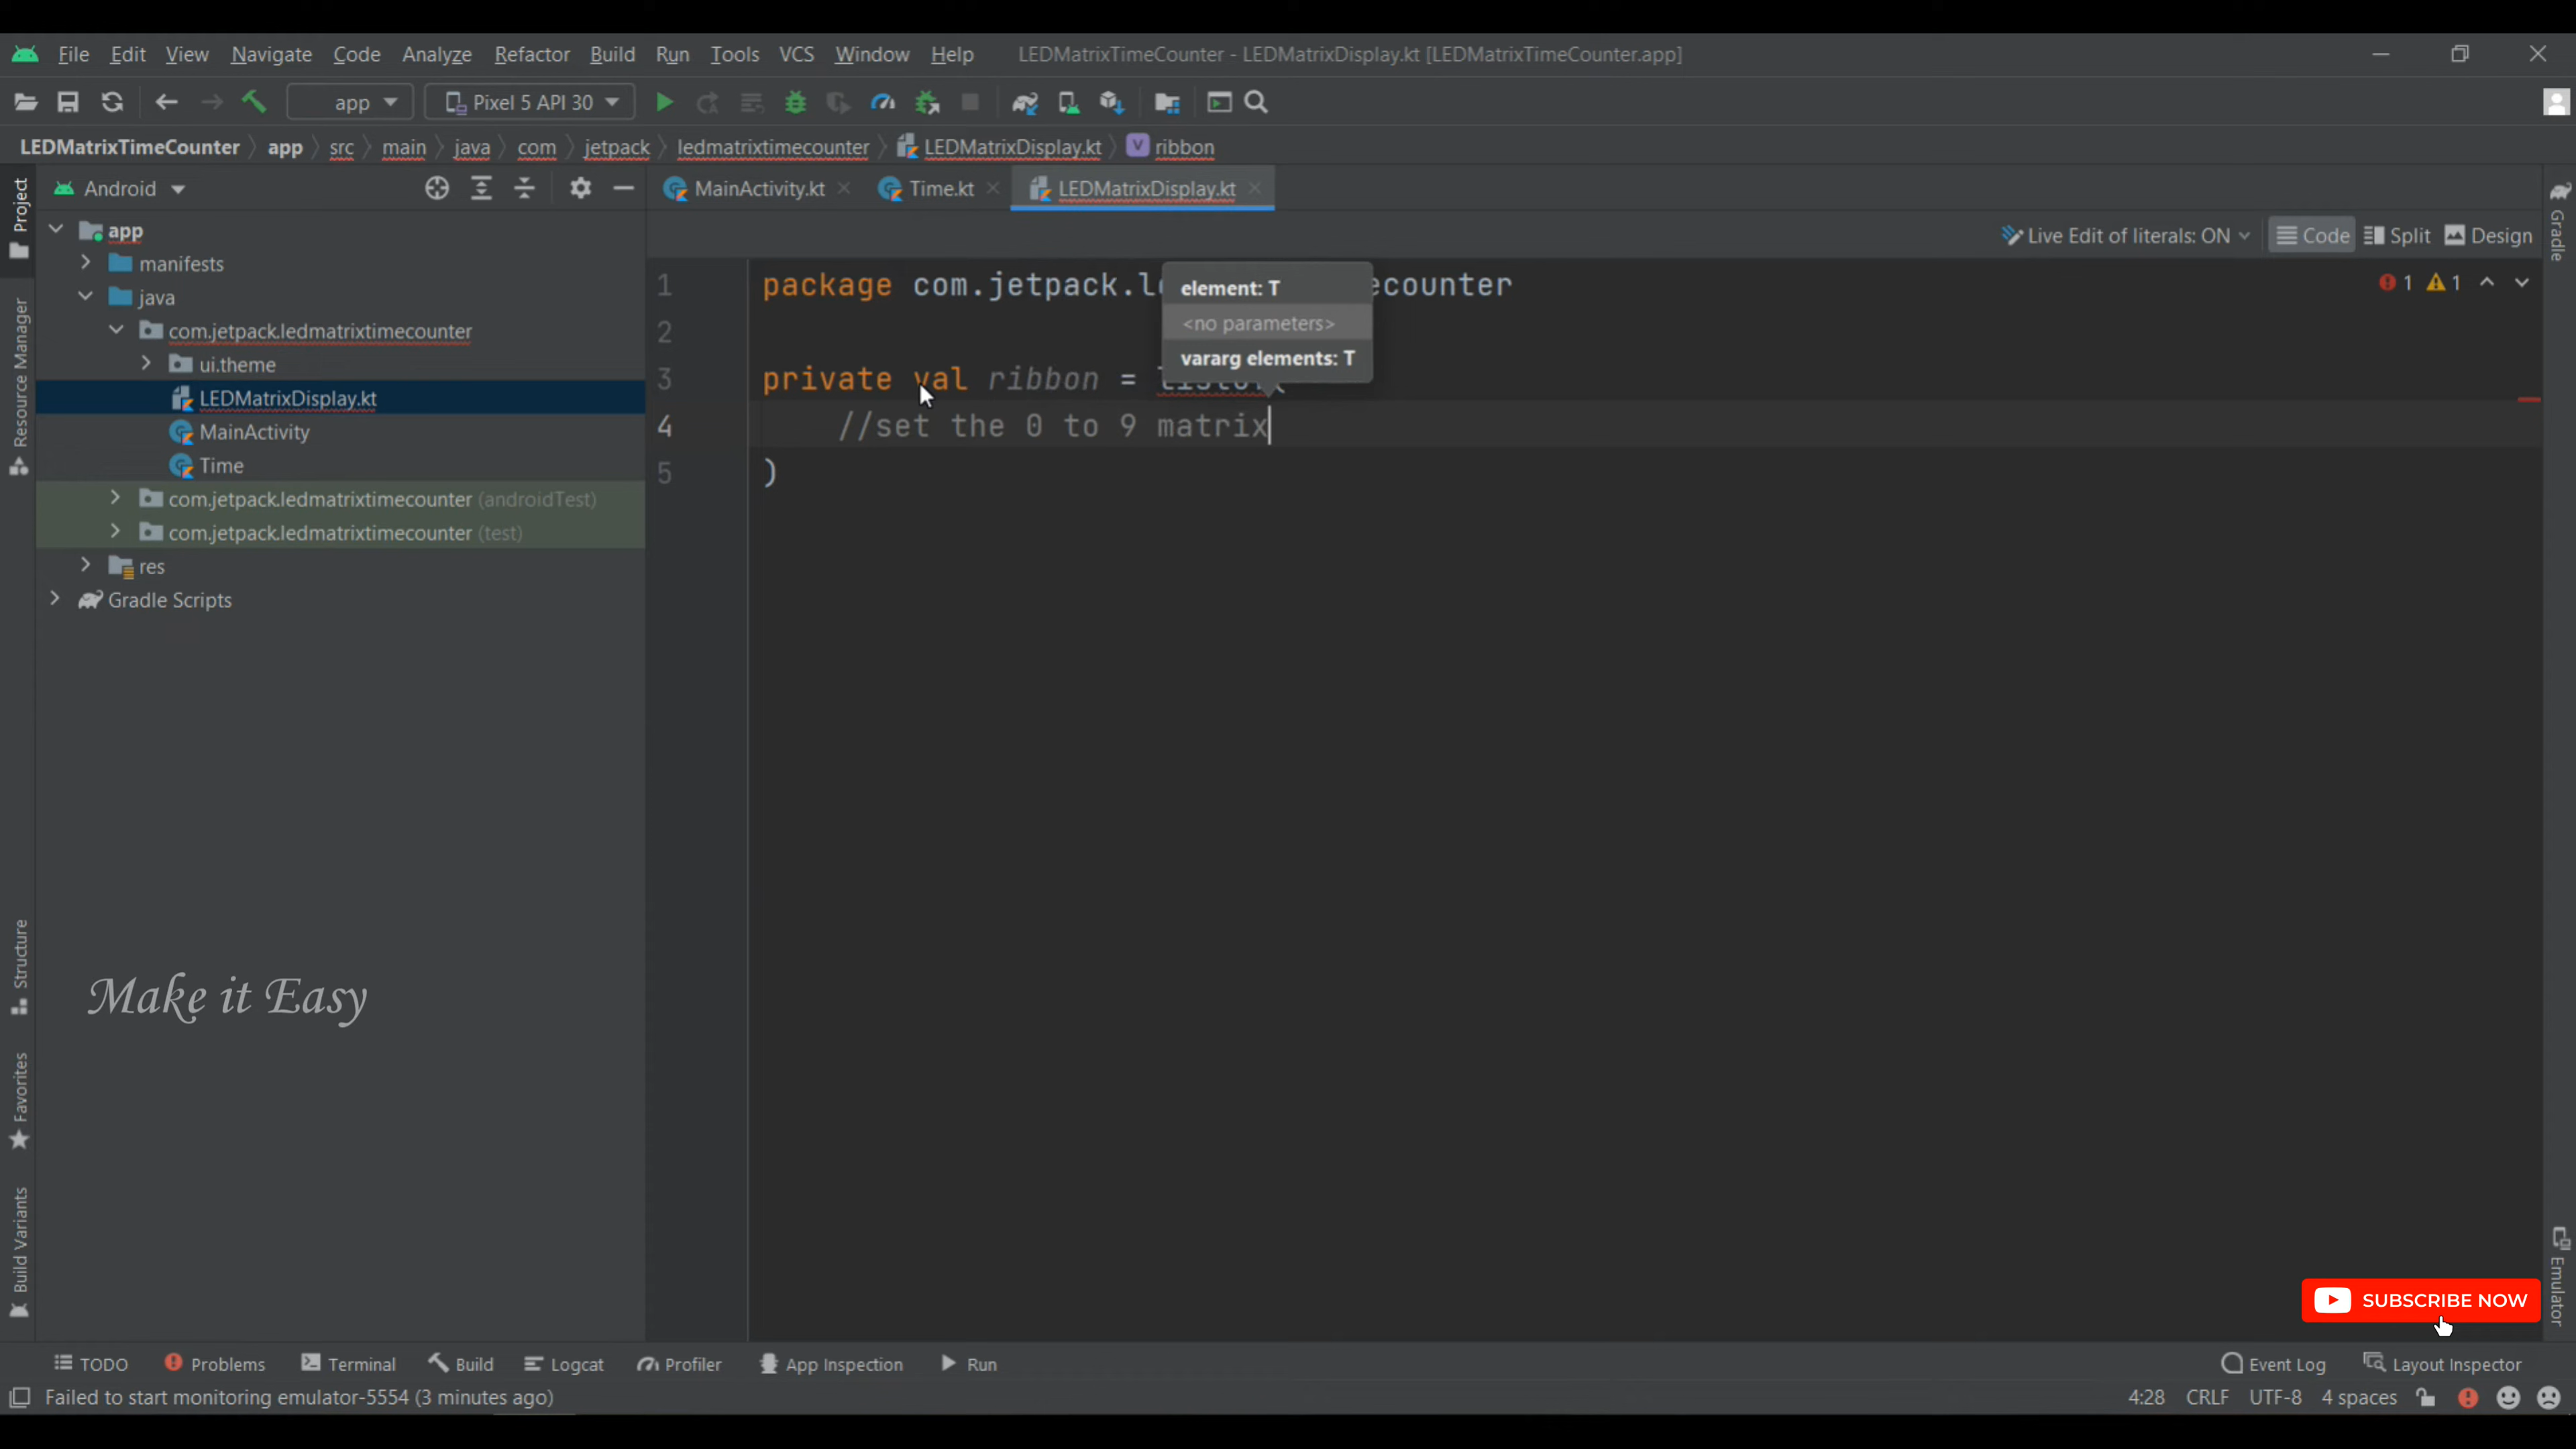 File Edit View Navigate Code Analyze Refactor Build Run Tools VCS Window Help LEDMatrixTimeCounter - LEDMatrixDisplay.kt [LEDMatrixTimeCounter.app]
app Pixel 5 API 30
LEDMatrixTimeCounter app src main java com jetpack ledmatrixtimecounter LEDMatrixDisplay.kt V ribbon
Android MainActivity.kt Time.kt LEDMatrixDisplay.kt
Live Edit of literals: ON Code Split Design
Project
Resource Manager
Structure
Favorites
Build Variants
app
manifests
java
com.jetpack.ledmatrixtimecounter
ui.theme
LEDMatrixDisplay.kt
MainActivity
Time
com.jetpack.ledmatrixtimecounter (androidTest)
com.jetpack.ledmatrixtimecounter (test)
res
Gradle Scripts
Make it Easy
1 package com.jetpack.l ecounter
2
3 private val ribbon =
4 //set the 0 to 9 matrix
5 )
element: T
<no parameters>
vararg elements: T
1 1
Gradle
Emulator
SUBSCRIBE NOW
TODO Problems Terminal Build Logcat Profiler App Inspection Run Event Log Layout Inspector
Failed to start monitoring emulator-5554 (3 minutes ago) 4:28 CRLF UTF-8 4 spaces